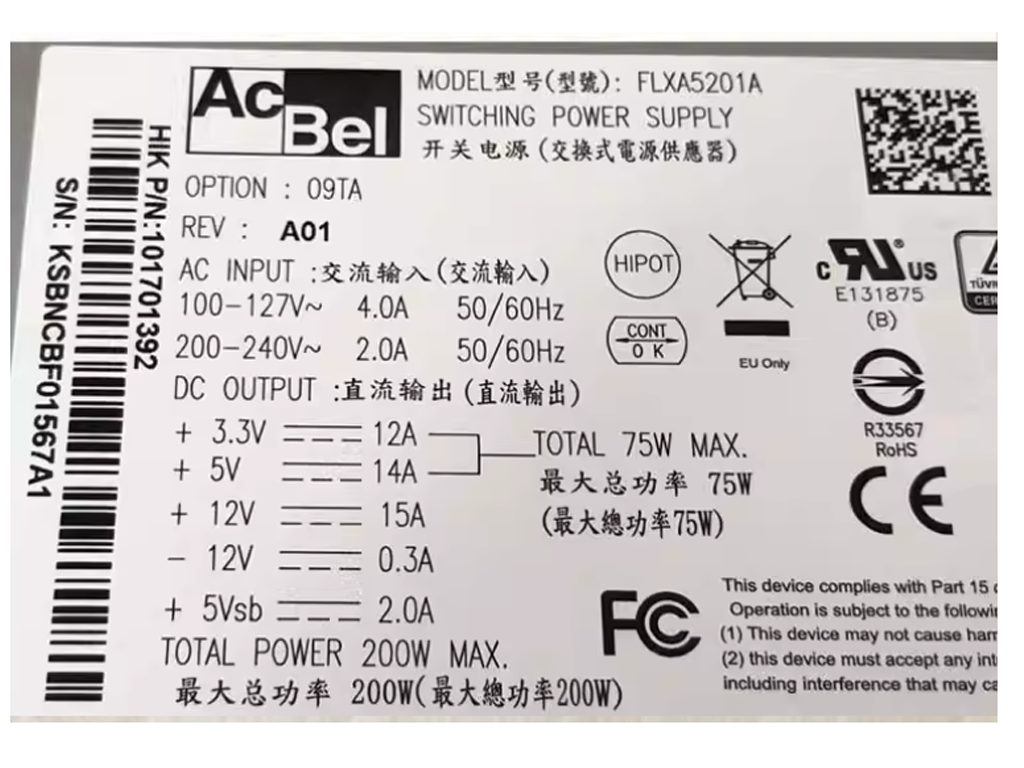 AcBel
MODEL型号(型號): FLXA5201A
SWITCHING POWER SUPPLY
开关电源 (交换式電源供應器)
OPTION : 09TA
REV : A01
AC INPUT :交流输入(交流輸入)
100-127V~ 4.0A 50/60Hz
200-240V~ 2.0A 50/60Hz
DC OUTPUT :直流输出 (直流輸出)
+ 3.3V 12A
+ 5V 14A
+ 12V 15A
- 12V 0.3A
+ 5Vsb 2.0A
TOTAL 75W MAX.
最大总功率 75W
(最大總功率75W)
TOTAL POWER 200W MAX.
最大总功率 200W(最大總功率200W)
HK P/N:101701392
S/N: KSBNCBF01567A1
HIPOT
CONT
O K
EU Only
c RU US
E131875
(B)
TÜV
CER
R33567
RoHS
CE
FC
This device complies with Part 15
Operation is subject to the
(1) This device may not cause
(2) this device must accept any
including interference that may